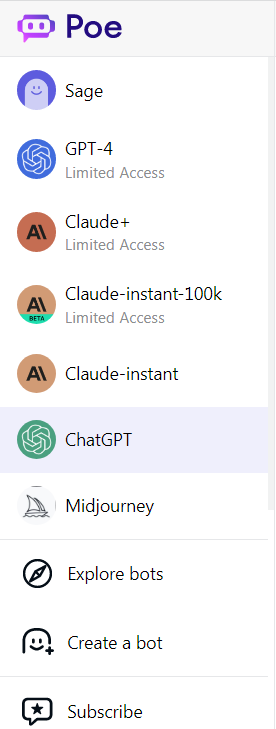 Poe
Sage
GPT-4
Limited Access
Claude+
Limited Access
Claude-instant-100k
Limited Access
BETA
Claude-instant
ChatGPT
Midjourney
Explore bots
Create a bot
Subscribe